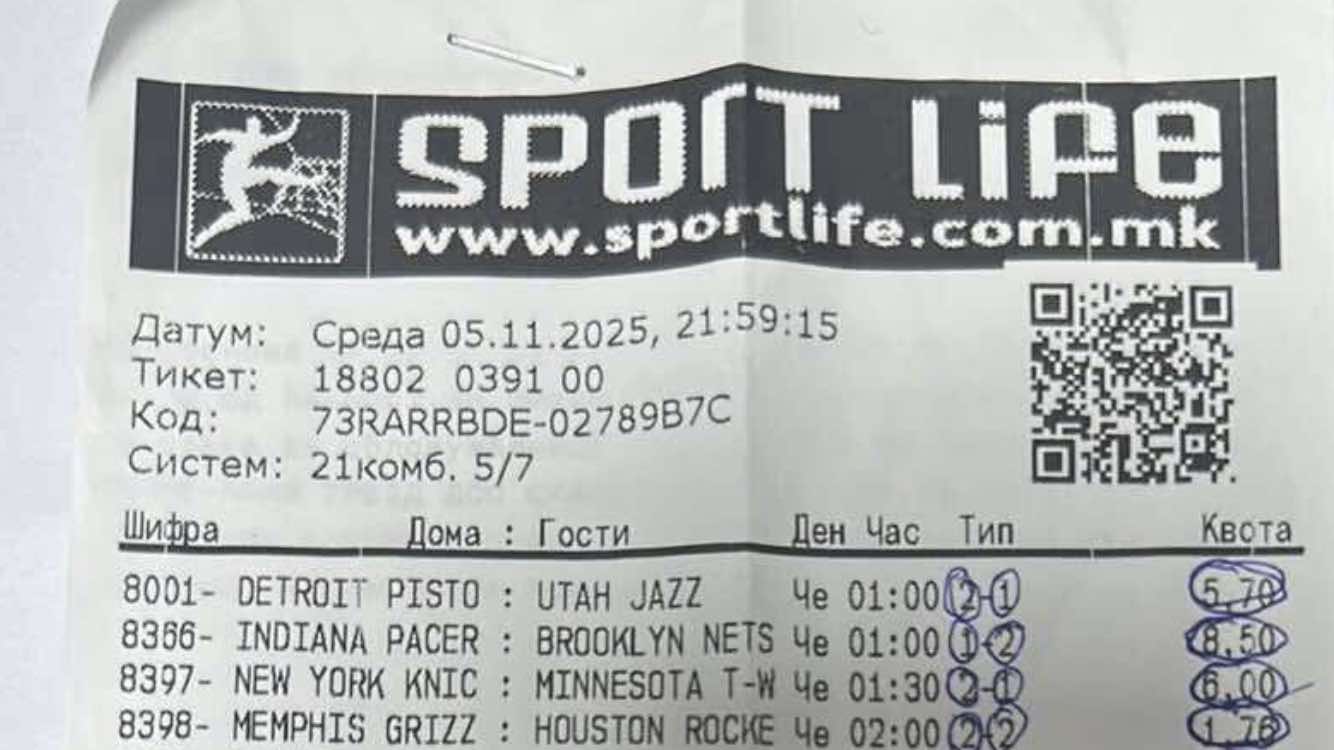 SPORT LIFE
www.sportlife.com.mk
Датум: Среда 05.11.2025, 21:59:15
Тикет: 18802 0391 00
Код: 73RARRBDE-02789B7C
Систем: 21комб. 5/7
Шифра Дома : Гости Ден Час Тип Квота
8001- DETROIT PISTO : UTAH JAZZ Че 01:00 2-1 5,70
8366- INDIANA PACER : BROOKLYN NETS Че 01:00 1-2 8,50
8397- NEW YORK KNIC : MINNESOTA T-W Че 01:30 2-1 6,00
8398- MEMPHIS GRIZZ : HOUSTON ROCKE Че 02:00 2-2 1,76